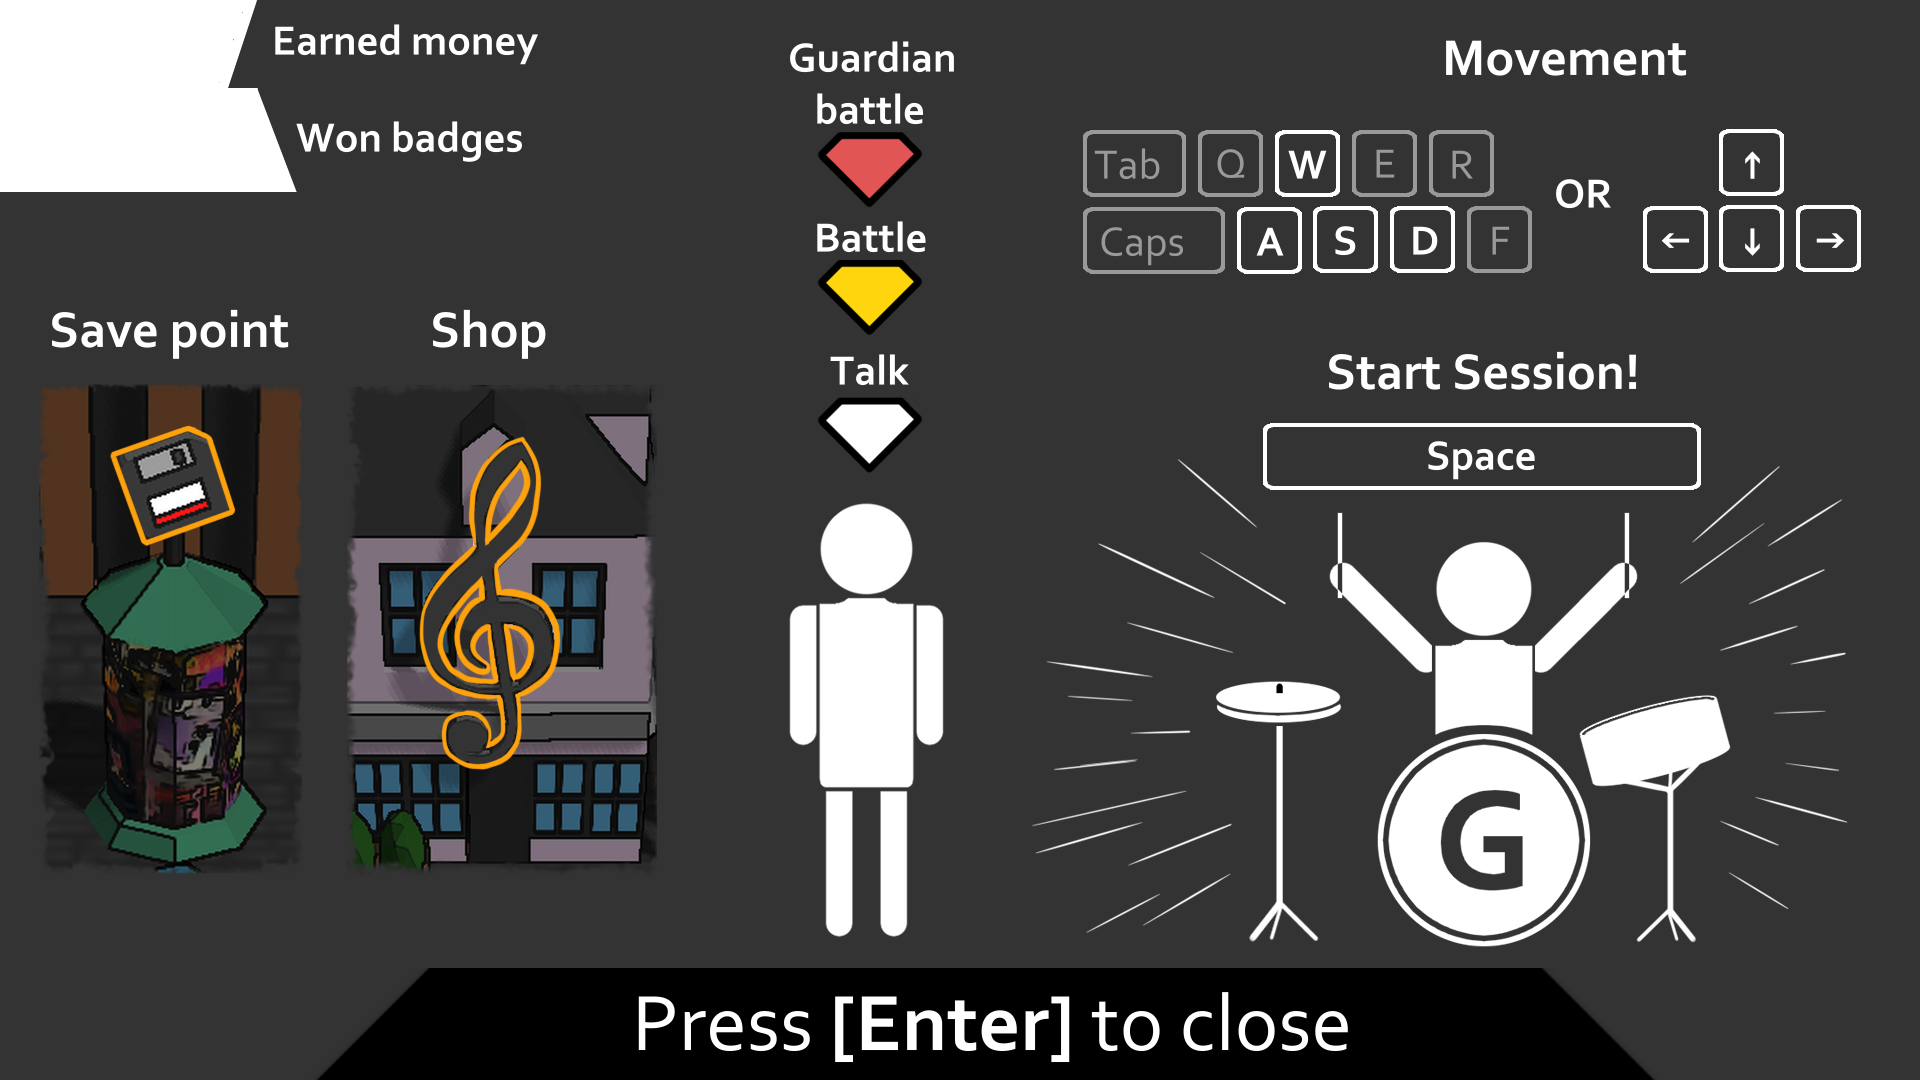 Earned money
Won badges
Guardian
battle
Battle
Talk
Movement
Tab Q W E R
Caps A S D F
OR
↑
← ↓ →
Save point
Shop
Start Session!
Space
G
Press [Enter] to close